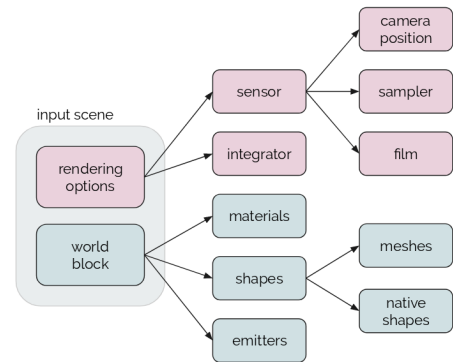 camera
position
sensor
sampler
input scene
rendering
options
integrator
film
materials
world
block
meshes
shapes
native
shapes
emitters